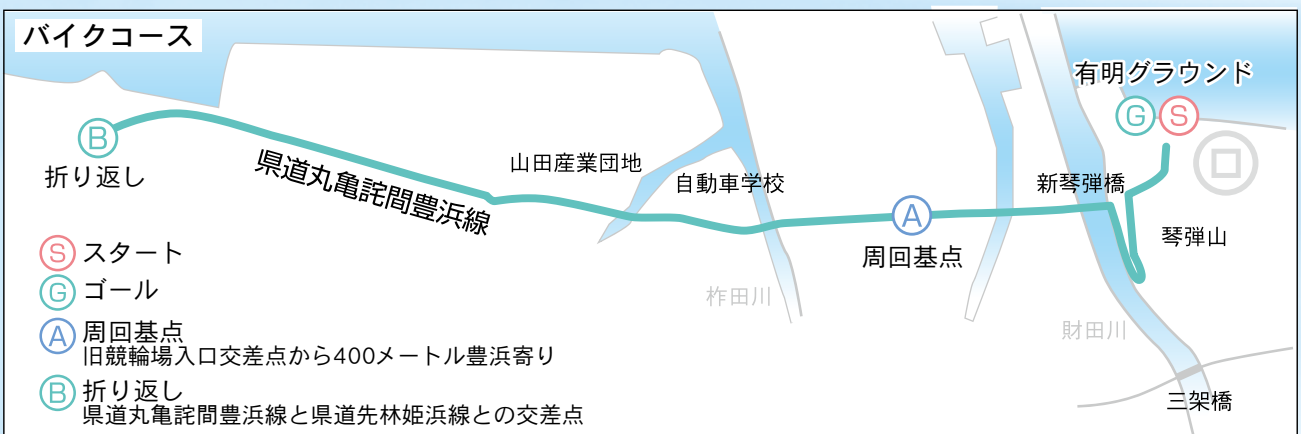 バイクコース
有明グラウンド
G S
B
折り返し
県道丸亀詫間豊浜線
山田産業団地
自動車学校
新琴弾橋
A
周回基点
琴弾山
柞田川
財田川
三架橋
S スタート
G ゴール
A 周回基点
旧競輪場入口交差点から400メートル豊浜寄り
B 折り返し
県道丸亀詫間豊浜線と県道先林姫浜線との交差点